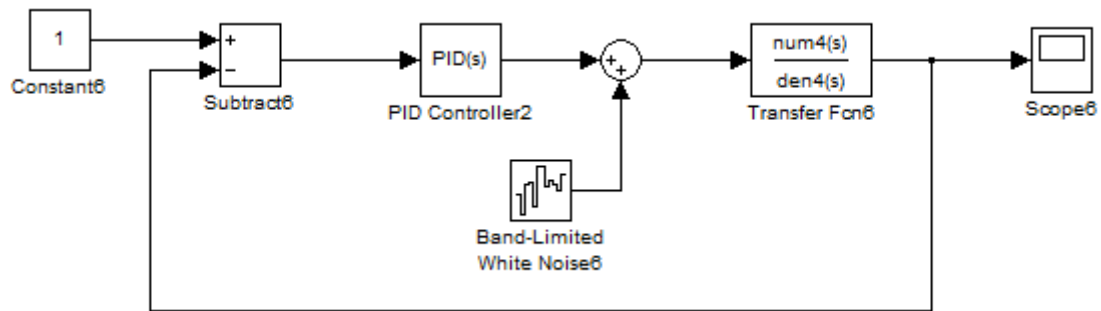 1
Constant6
+
−
Subtract6
PID(s)
PID Controller2
+
+
Band-Limited
White Noise6
num4(s)
den4(s)
Transfer Fcn6
Scope6